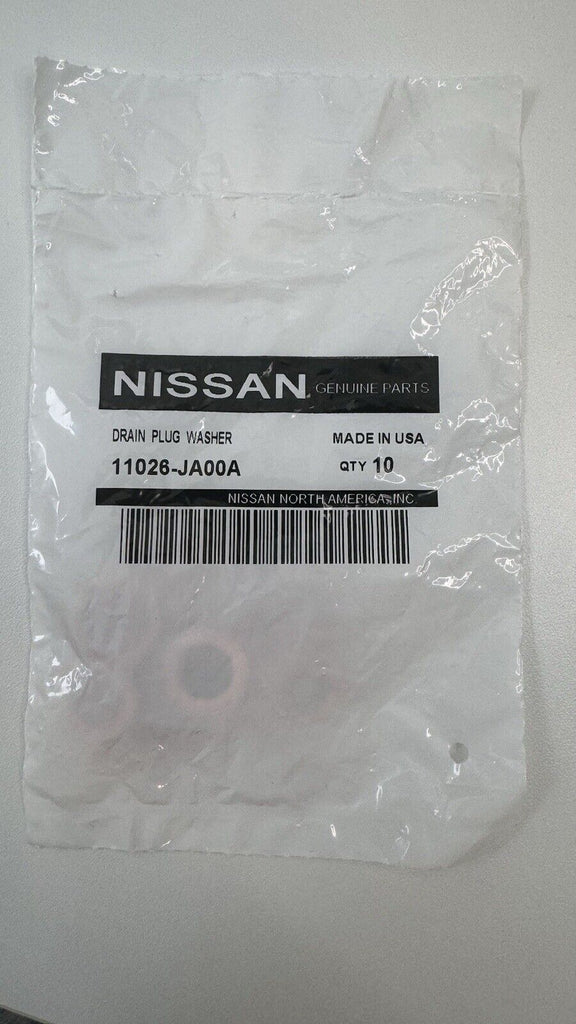 NISSAN GENUINE PARTS
DRAIN PLUG WASHER MADE IN USA
11026-JA00A QTY 10
NISSAN NORTH AMERICA, INC